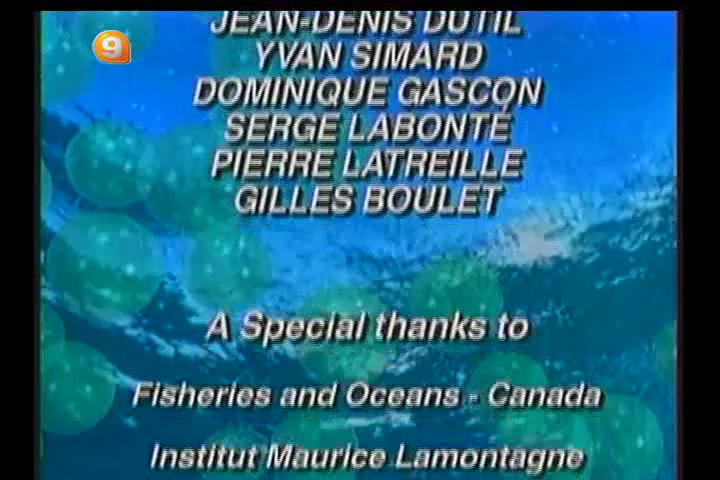 9
JEAN-DENIS DUTIL
YVAN SIMARD
DOMINIQUE GASCON
SERGE LABONTÉ
PIERRE LATREILLE
GILLES BOULET
A Special thanks to
Fisheries and Oceans - Canada
Institut Maurice Lamontagne